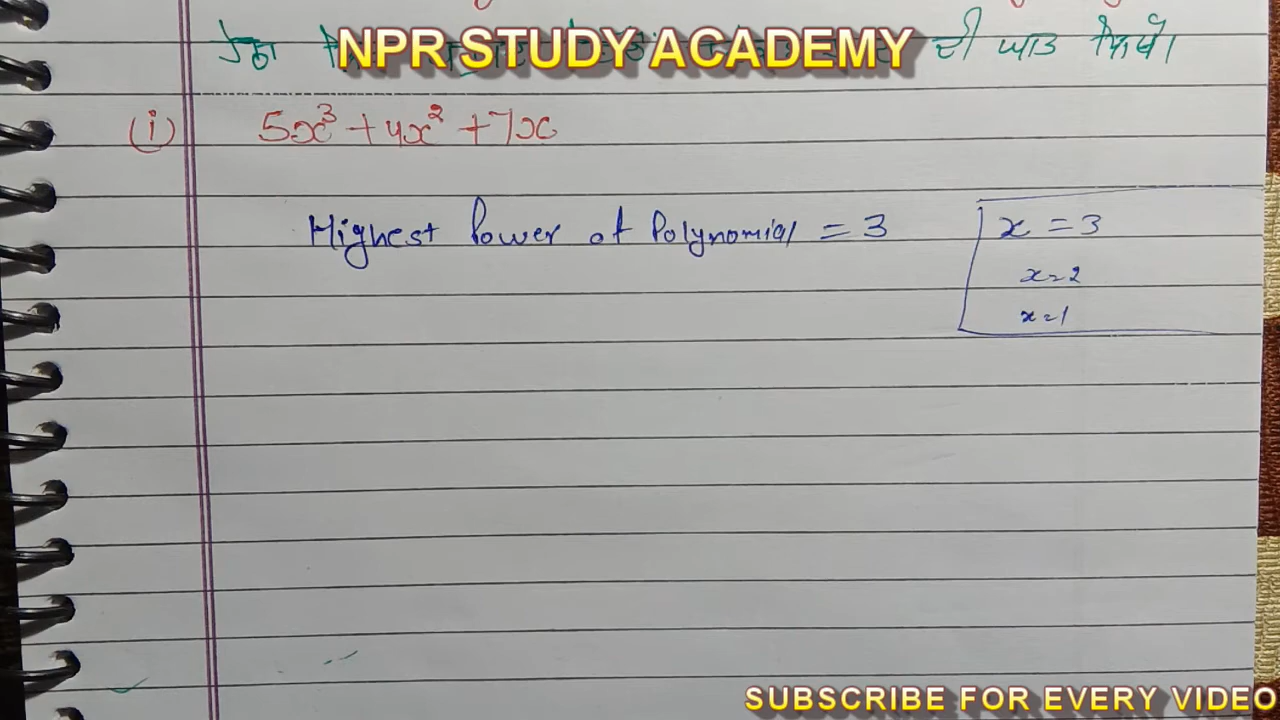 ਹੇਠਾਂ NPR STUDY ACADEMY ਦੀ ਘਾਤ ਲਿਖੋ।
(i) 5x³ + 4x² + 7x
Highest Power of Polynomial = 3
x = 3
x = 2
x = 1
SUBSCRIBE FOR EVERY VIDEO